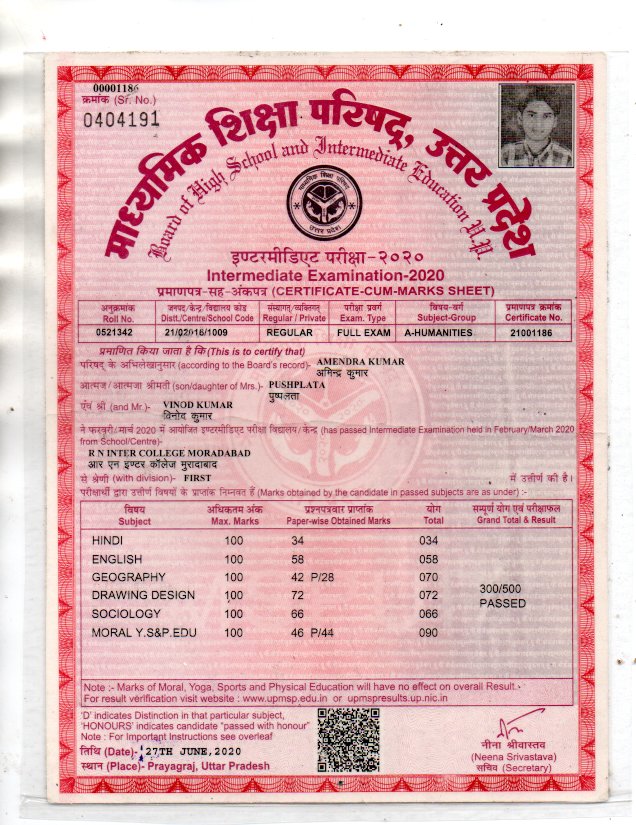 00001186
क्रमांक (Sr. No.)
0404191
माध्यमिक शिक्षा परिषद्, उत्तर प्रदेश
Board of High School and Intermediate Education U.P.
माध्यमिक शिक्षा परिषद
उत्तर प्रदेश
इण्टरमीडिएट परीक्षा-२०२०
Intermediate Examination-2020
प्रमाणपत्र-सह-अंकपत्र (CERTIFICATE-CUM-MARKS SHEET)
अनुक्रमांक जनपद/केन्द्र/विद्यालय कोड संस्थागत/व्यक्तिगत परीक्षा प्रवर्ग विषय-वर्ग प्रमाणपत्र क्रमांक
Roll No. Distt./Centre/School Code Regular / Private Exam. Type Subject-Group Certificate No.
0521342 21/02016/1009 REGULAR FULL EXAM A-HUMANITIES 21001186
प्रमाणित किया जाता है कि (This is to certify that)
परिषद् के अभिलेखानुसार (according to the Board's record)- AMENDRA KUMAR
अमिन्द्र कुमार
आत्मज/आत्मजा श्रीमती (son/daughter of Mrs.)- PUSHPLATA
पुष्पलता
एवं श्री (and Mr.)- VINOD KUMAR
विनोद कुमार
ने फरवरी/मार्च 2020 में आयोजित इण्टरमीडिएट परीक्षा विद्यालय/केन्द्र (has passed Intermediate Examination held in February/March 2020
from School/Centre)-
R N INTER COLLEGE MORADABAD
आर एन इण्टर कॉलेज मुरादाबाद
से श्रेणी (with division)- FIRST में उत्तीर्ण की है।
परीक्षार्थी द्वारा उत्तीर्ण विषयों के प्राप्तांक निम्नवत हैं (Marks obtained by the candidate in passed subjects are as under) :-
विषय अधिकतम अंक प्रश्नपत्रवार प्राप्तांक योग सम्पूर्ण योग एवं परीक्षाफल
Subject Max. Marks Paper-wise Obtained Marks Total Grand Total & Result
HINDI 100 34 034
ENGLISH 100 58 058
GEOGRAPHY 100 42 P/28 070
DRAWING DESIGN 100 72 072
300/500
PASSED
SOCIOLOGY 100 66 066
MORAL Y.S&P.EDU 100 46 P/44 090
Note :- Marks of Moral, Yoga, Sports and Physical Education will have no effect on overall Result.
For result verification visit website : www.upmsp.edu.in or upmspresults.up.nic.in
'D' indicates Distinction in that particular subject,
'HONOURS' indicates candidate "passed with honour"
Note : For Important Instructions see overleaf
तिथि (Date)- 27TH JUNE, 2020
स्थान (Place)- Prayagraj, Uttar Pradesh
नीना श्रीवास्तव
(Neena Srivastava)
सचिव (Secretary)